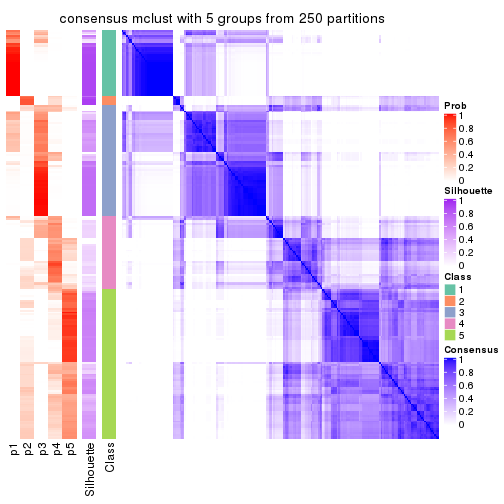 consensus mclust with 5 groups from 250 partitions
Prob
1
0.8
0.6
0.4
0.2
0
Silhouette
1
0.8
0.6
0.4
0.2
0
Class
1
2
3
4
5
Consensus
1
0.8
0.6
0.4
0.2
0
p1
p2
p3
p4
p5
Silhouette
Class